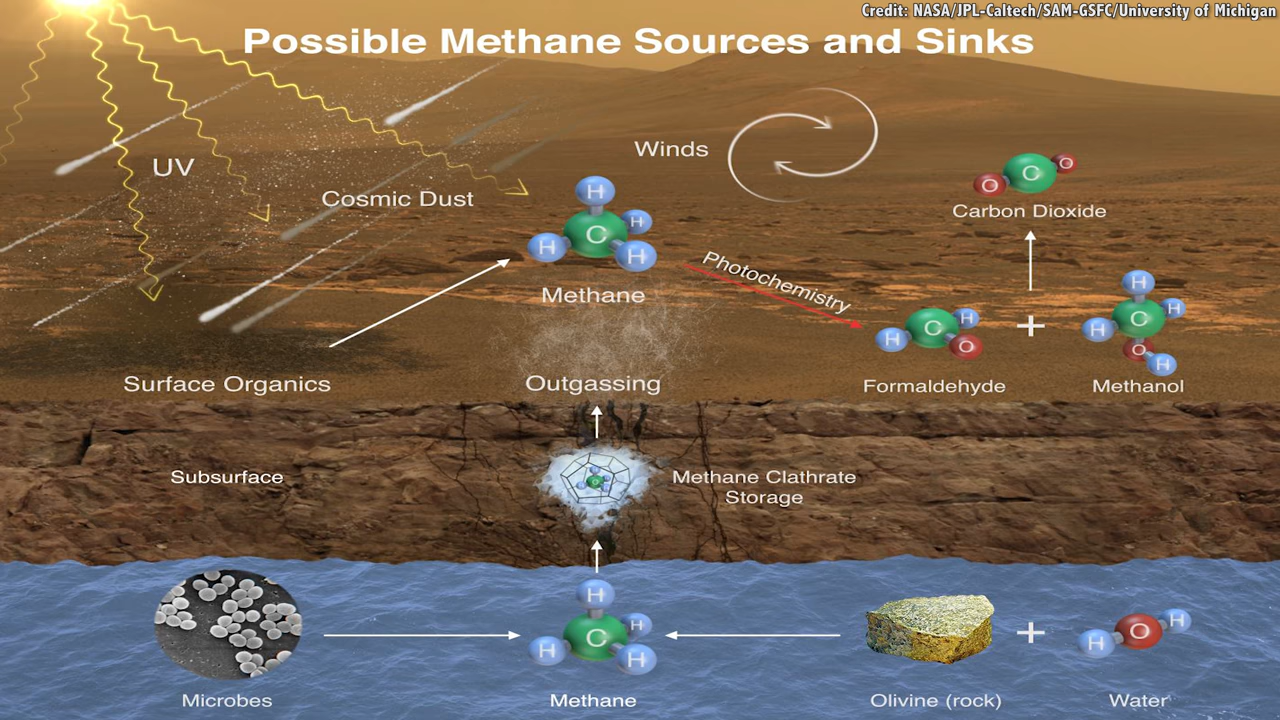 Credit: NASA/JPL-Caltech/SAM-GSFC/University of Michigan
Possible Methane Sources and Sinks
UV
Cosmic Dust
Winds
H
H
C
H
H
Methane
Photochemistry
O
C
O
Carbon Dioxide
H
C
H
O
Formaldehyde
+
H
H
C
H
O
H
Methanol
Surface Organics
Outgassing
Subsurface
Methane Clathrate
Storage
Microbes
H
H
C
H
H
Methane
Olivine (rock)
+
H
O
H
Water